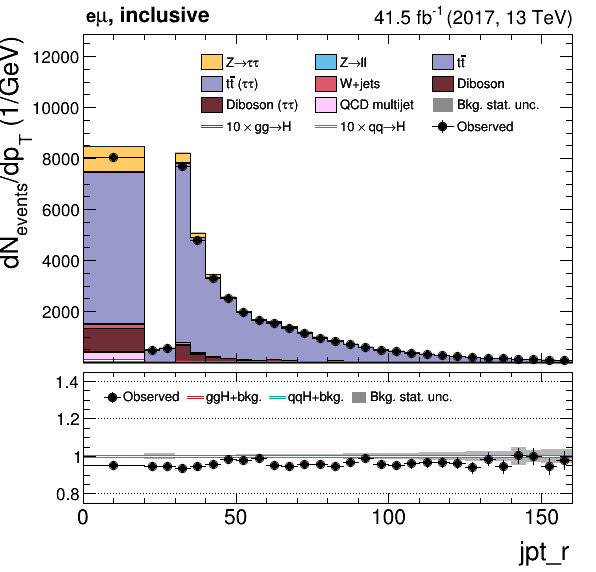 eμ, inclusive 41.5 fb⁻¹ (2017, 13 TeV)
dN_events/dp_T (1/GeV)
12000
10000
8000
6000
4000
2000
Z→ττ Z→ll tt̄
tt̄ (ττ) W+jets Diboson
Diboson (ττ) QCD multijet Bkg. stat. unc.
10 × gg→H 10 × qq→H Observed
1.4
1.2
1
0.8
Observed ggH+bkg. qqH+bkg. Bkg. stat. unc.
0 50 100 150
jpt_r